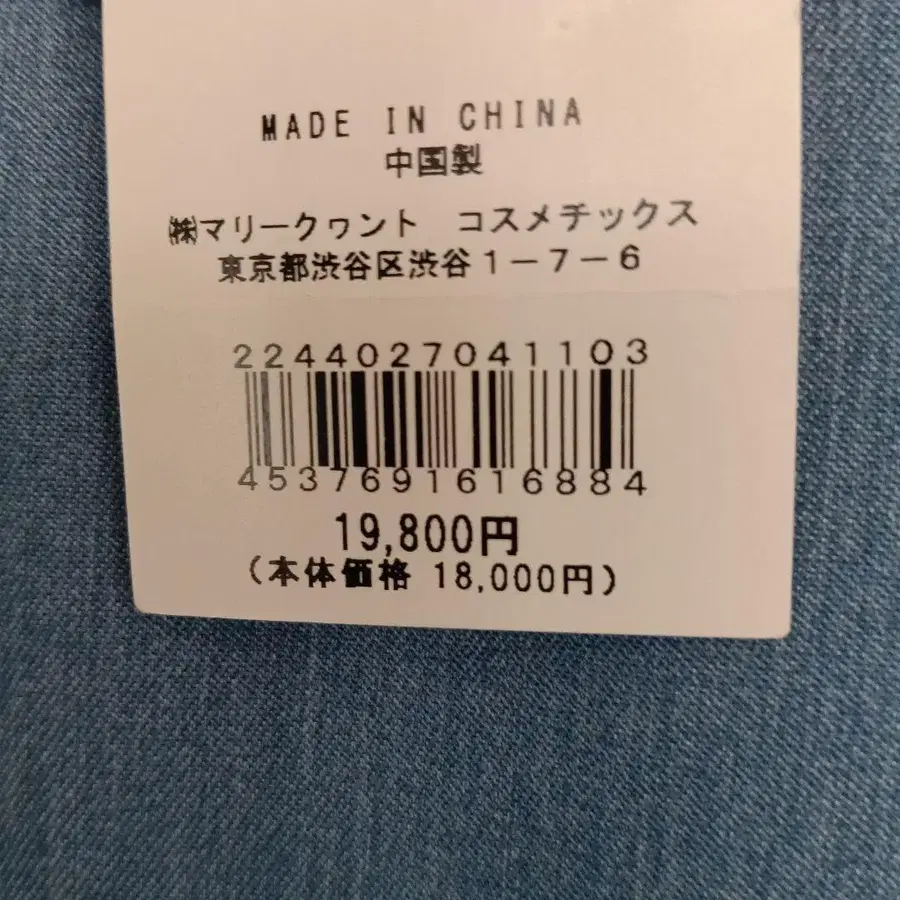 MADE IN CHINA
中国製
㈱マリークヮント　コスメチックス
東京都渋谷区渋谷１－７－６
2244027041103
4537691616884
19,800円
(本体価格 18,000円)